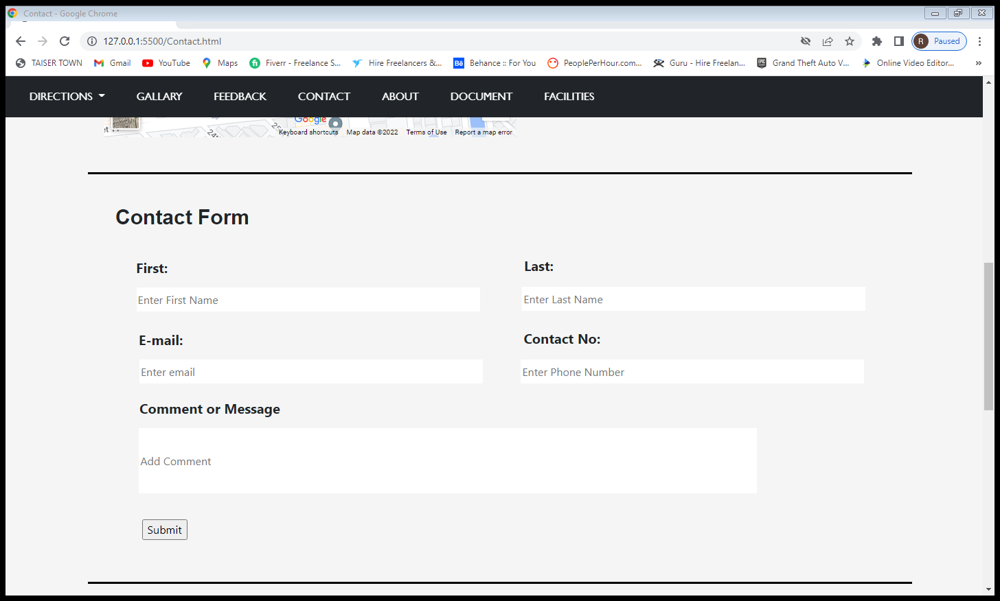 Contact - Google Chrome
127.0.0.1:5500/Contact.html
R Paused
TAISER TOWN Gmail YouTube Maps Fiverr - Freelance S... Hire Freelancers &... Bē Behance :: For You PeoplePerHour.com... Guru - Hire Freelan... EPIC Grand Theft Auto V... Online Video Editor... »
DIRECTIONS GALLARY FEEDBACK CONTACT ABOUT DOCUMENT FACILITIES
Google
Keyboard shortcuts Map data ©2022 Terms of Use Report a map error
Contact Form
First: Last:
Enter First Name Enter Last Name
E-mail: Contact No:
Enter email Enter Phone Number
Comment or Message
Add Comment
Submit